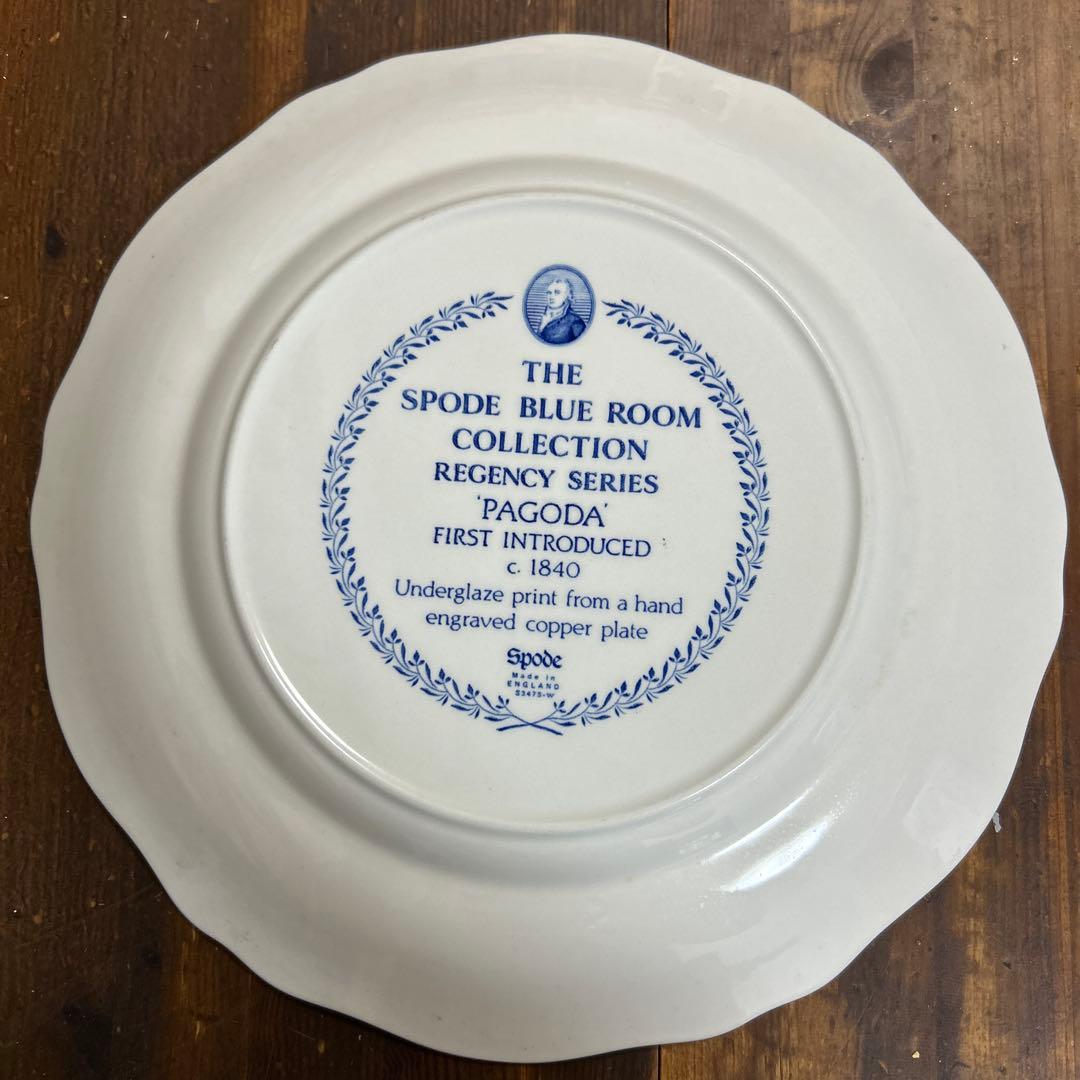 THE
SPODE BLUE ROOM
COLLECTION
REGENCY SERIES
'PAGODA'
FIRST INTRODUCED
c. 1840
Underglaze print from a hand
engraved copper plate
Spode
Made in
ENGLAND
S3475-W